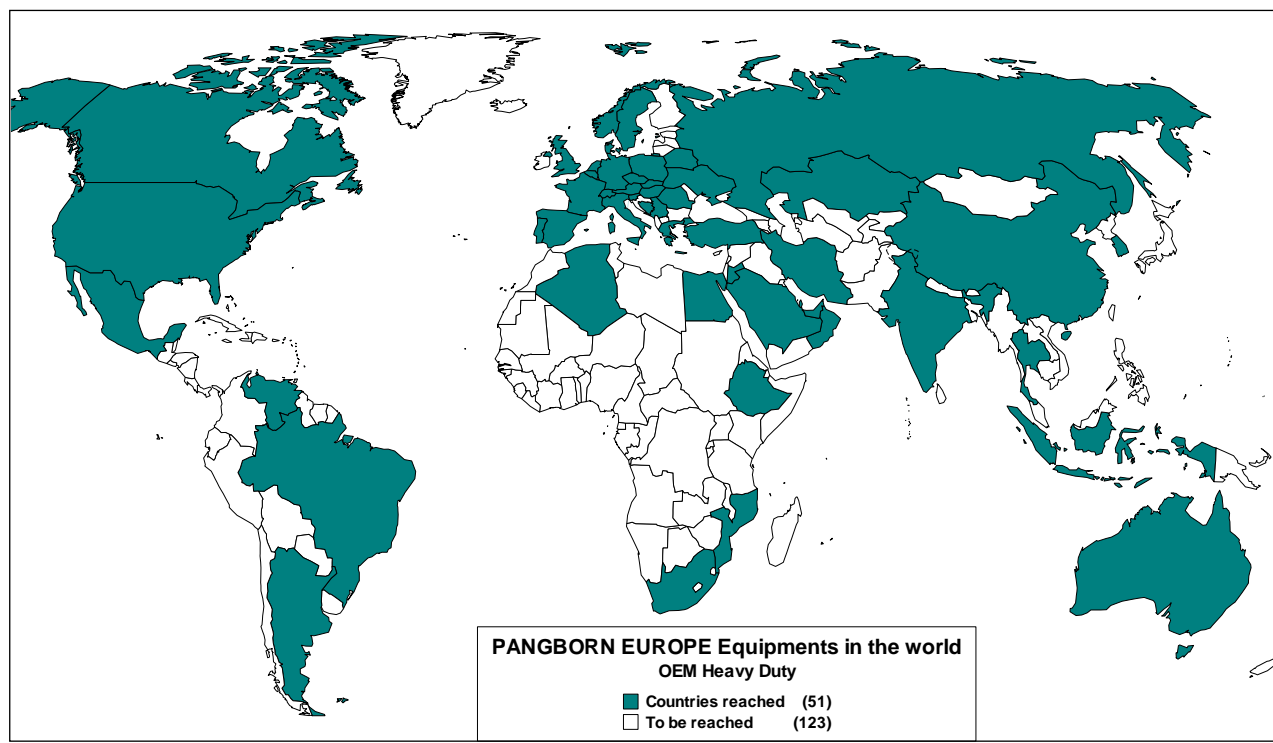 PANGBORN EUROPE Equipments in the world
OEM Heavy Duty
Countries reached (51)
To be reached (123)